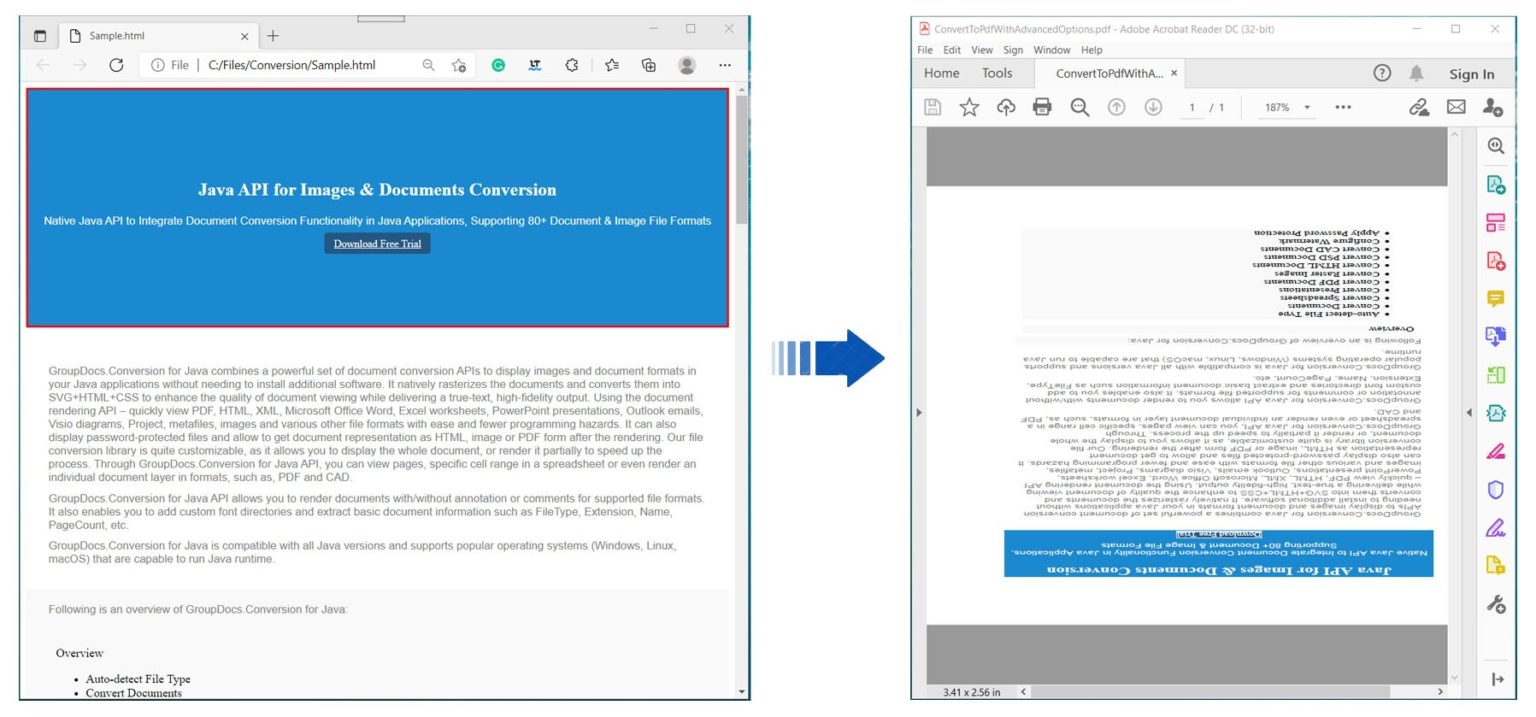 Sample.html
File | C:/Files/Conversion/Sample.html
Java API for Images & Documents Conversion
Native Java API to Integrate Document Conversion Functionality in Java Applications, Supporting 80+ Document & Image File Formats
Download Free Trial
GroupDocs.Conversion for Java combines a powerful set of document conversion APIs to display images and document formats in
your Java applications without needing to install additional software. It natively rasterizes the documents and converts them into
SVG+HTML+CSS to enhance the quality of document viewing while delivering a true-text, high-fidelity output. Using the document
rendering API – quickly view PDF, HTML, XML, Microsoft Office Word, Excel worksheets, PowerPoint presentations, Outlook emails,
Visio diagrams, Project, metafiles, images and various other file formats with ease and fewer programming hazards. It can also
display password-protected files and allow to get document representation as HTML, image or PDF form after the rendering. Our file
conversion library is quite customizable, as it allows you to display the whole document, or render it partially to speed up the
process. Through GroupDocs.Conversion for Java API, you can view pages, specific cell range in a spreadsheet or even render an
individual document layer in formats, such as, PDF and CAD.
GroupDocs.Conversion for Java API allows you to render documents with/without annotation or comments for supported file formats.
It also enables you to add custom font directories and extract basic document information such as FileType, Extension, Name,
PageCount, etc.
GroupDocs.Conversion for Java is compatible with all Java versions and supports popular operating systems (Windows, Linux,
macOS) that are capable to run Java runtime.
Following is an overview of GroupDocs.Conversion for Java:
Overview
• Auto-detect File Type
• Convert Documents
ConvertToPdfWithAdvancedOptions.pdf - Adobe Acrobat Reader DC (32-bit)
File Edit View Sign Window Help
Home Tools ConvertToPdfWithA... × Sign In
1 / 1 187%
Java API for Images & Documents Conversion
Native Java API to Integrate Document Conversion Functionality in Java Applications,
Supporting 80+ Document & Image File Formats
Download Free Trial
GroupDocs.Conversion for Java combines a powerful set of document conversion
APIs to display images and document formats in your Java applications without
needing to install additional software. It natively rasterizes the documents and
converts them into SVG+HTML+CSS to enhance the quality of document viewing
while delivering a true-text, high-fidelity output. Using the document rendering API
– quickly view PDF, HTML, XML, Microsoft Office Word, Excel worksheets,
PowerPoint presentations, Outlook emails, Visio diagrams, Project, metafiles,
images and various other file formats with ease and fewer programming hazards. It
can also display password-protected files and allow to get document
representation as HTML, image or PDF form after the rendering. Our file
conversion library is quite customizable, as it allows you to display the whole
document, or render it partially to speed up the process. Through
GroupDocs.Conversion for Java API, you can view pages, specific cell range in a
spreadsheet or even render an individual document layer in formats, such as, PDF
and CAD.
GroupDocs.Conversion for Java API allows you to render documents with/without
annotation or comments for supported file formats. It also enables you to add
custom font directories and extract basic document information such as FileType,
Extension, Name, PageCount, etc.
GroupDocs.Conversion for Java is compatible with all Java versions and supports
popular operating systems (Windows, Linux, macOS) that are capable to run Java
runtime.
Following is an overview of GroupDocs.Conversion for Java:
Overview
• Auto-detect File Type
• Convert Documents
• Convert Spreadsheets
• Convert Presentations
• Convert PDF Documents
• Convert Raster Images
• Convert HTML Documents
• Convert PSD Documents
• Convert CAD Documents
• Configure Watermark
• Apply Password Protection
3.41 x 2.56 in